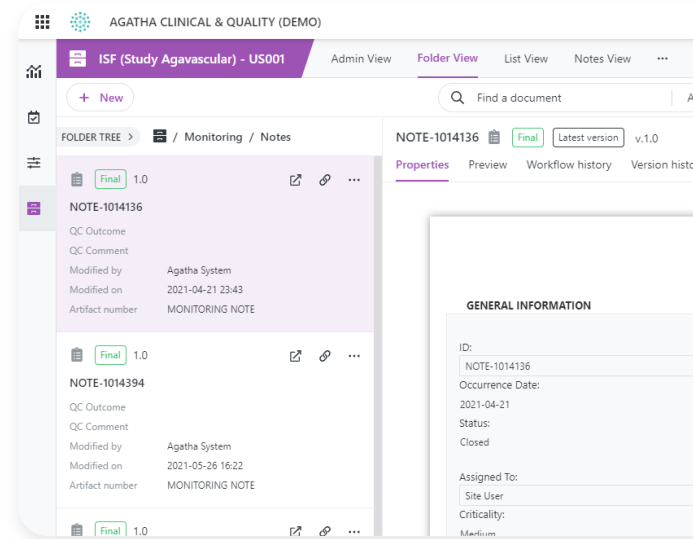 AGATHA CLINICAL & QUALITY (DEMO)
ISF (Study Agavascular) - US001
Admin View
Folder View
List View
Notes View
+ New
Find a document
A
FOLDER TREE > / Monitoring / Notes
Final 1.0
NOTE-1014136
QC Outcome
QC Comment
Modified by Agatha System
Modified on 2021-04-21 23:43
Artifact number MONITORING NOTE
Final 1.0
NOTE-1014394
QC Outcome
QC Comment
Modified by Agatha System
Modified on 2021-05-26 16:22
Artifact number MONITORING NOTE
Final 1.0
NOTE-1014136 Final Latest version v.1.0
Properties Preview Workflow history Version histo
GENERAL INFORMATION
ID:
NOTE-1014136
Occurrence Date:
2021-04-21
Status:
Closed
Assigned To:
Site User
Criticality:
Medium